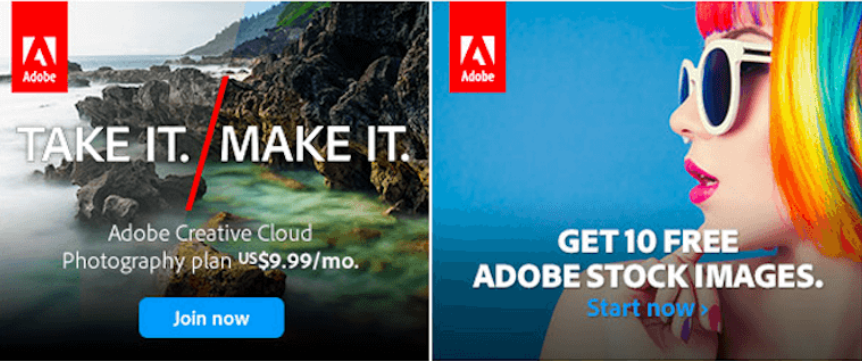 Adobe
TAKE IT. / MAKE IT.
Adobe Creative Cloud
Photography plan US$9.99/mo.
Join now
Adobe
GET 10 FREE
ADOBE STOCK IMAGES.
Start now ›